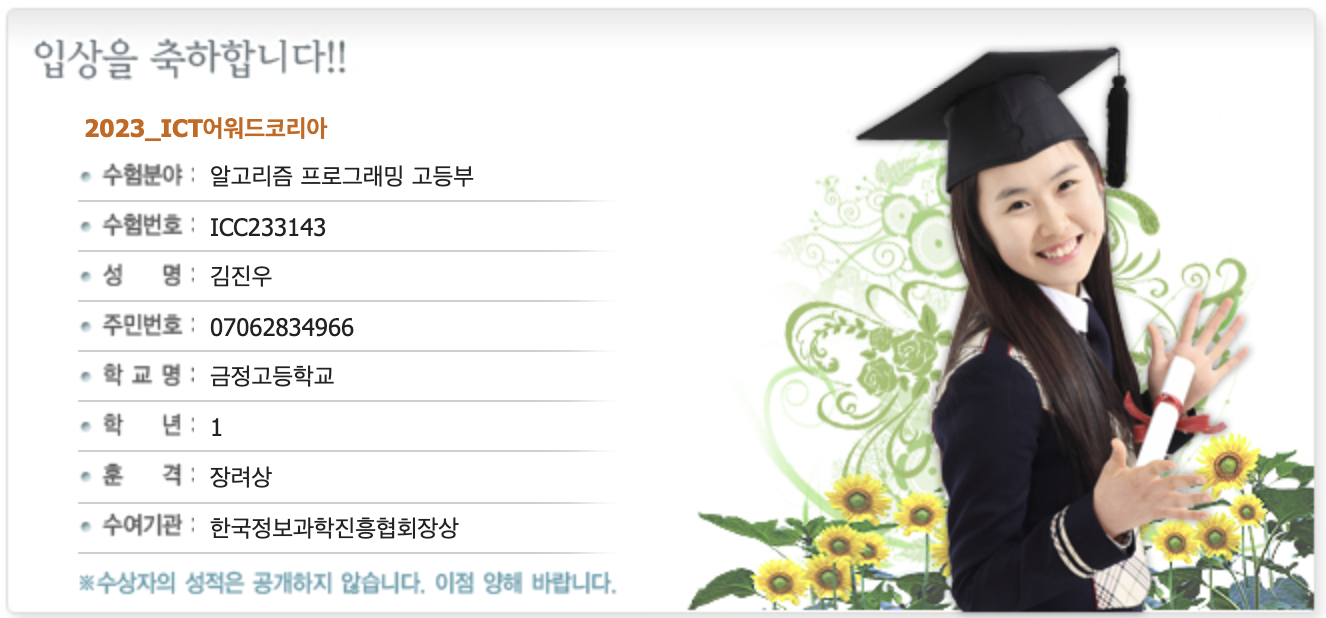 입상을 축하합니다!!
2023_ICT어워드코리아
수험분야 : 알고리즘 프로그래밍 고등부
수험번호 : ICC233143
성 명 : 김진우
주민번호 : 07062834966
학 교 명 : 금정고등학교
학 년 : 1
훈 격 : 장려상
수여기관 : 한국정보과학진흥협회장상
※수상자의 성적은 공개하지 않습니다. 이점 양해 바랍니다.